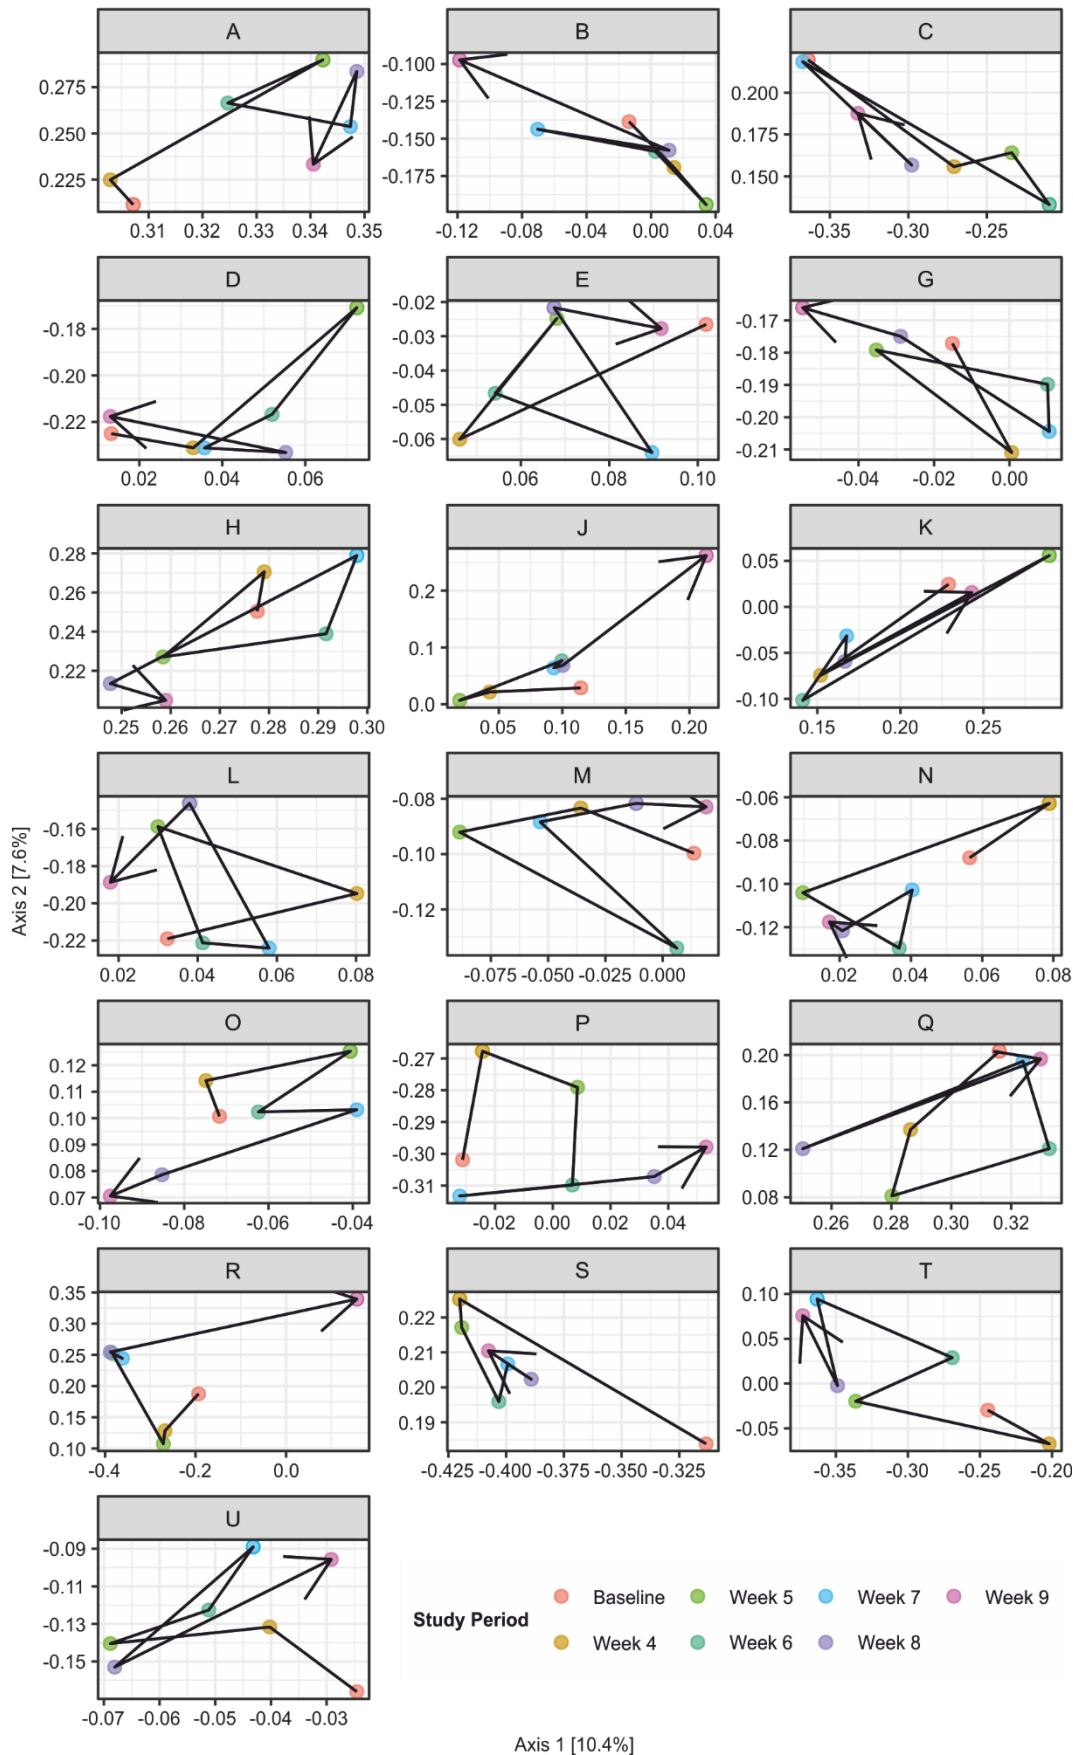 A B C
0.275
0.250
0.225
0.31 0.32 0.33 0.34 0.35
-0.100
-0.125
-0.150
-0.175
-0.12 -0.08 -0.04 0.00 0.04
0.200
0.175
0.150
-0.35 -0.30 -0.25
D E G
-0.18
-0.20
-0.22
0.02 0.04 0.06
-0.02
-0.03
-0.04
-0.05
-0.06
0.06 0.08 0.10
-0.17
-0.18
-0.19
-0.20
-0.21
-0.04 -0.02 0.00
H J K
0.28
0.26
0.24
0.22
0.25 0.26 0.27 0.28 0.29 0.30
0.2
0.1
0.0
0.05 0.10 0.15 0.20
0.05
0.00
-0.05
-0.10
0.15 0.20 0.25
L M N
-0.16
-0.18
-0.20
-0.22
0.02 0.04 0.06 0.08
-0.08
-0.10
-0.12
-0.075 -0.050 -0.025 0.000
-0.06
-0.08
-0.10
-0.12
0.02 0.04 0.06 0.08
Axis 2 [7.6%]
O P Q
0.12
0.11
0.10
0.09
0.08
0.07
-0.10 -0.08 -0.06 -0.04
-0.27
-0.28
-0.29
-0.30
-0.31
-0.02 0.00 0.02 0.04
0.20
0.16
0.12
0.08
0.26 0.28 0.30 0.32
R S T
0.35
0.30
0.25
0.20
0.15
0.10
-0.4 -0.2 0.0
0.22
0.21
0.20
0.19
-0.425 -0.400 -0.375 -0.350 -0.325
0.10
0.05
0.00
-0.05
-0.35 -0.30 -0.25 -0.20
U
-0.09
-0.11
-0.13
-0.15
-0.07 -0.06 -0.05 -0.04 -0.03
Study Period
Baseline Week 5 Week 7 Week 9
Week 4 Week 6 Week 8
Axis 1 [10.4%]